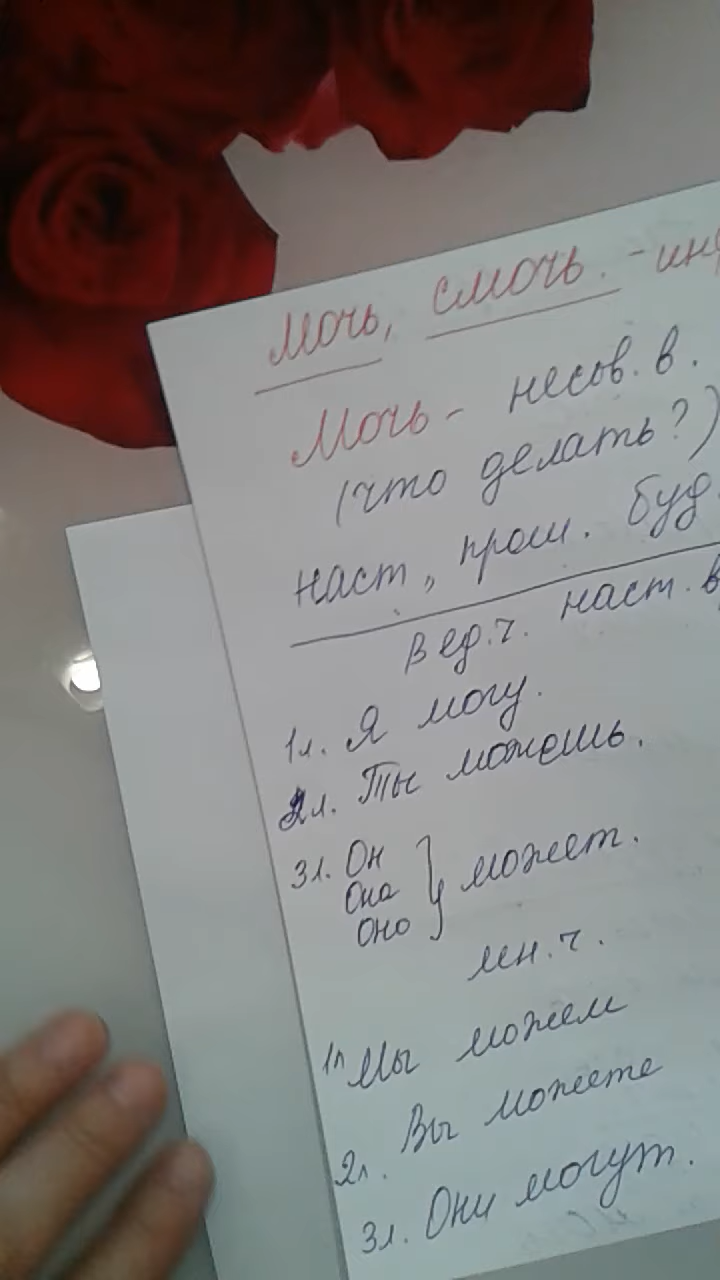 Мочь, смочь. - инф
Мочь - несов. в.
(что делать?)
наст., прош. буд.
в ед.ч. наст. в
1л. Я могу.
2л. Ты можешь.
3л. Он
Она
Оно
} может.
мн. ч.
1л Мы можем
2л. Вы можете
3л. Они могут.